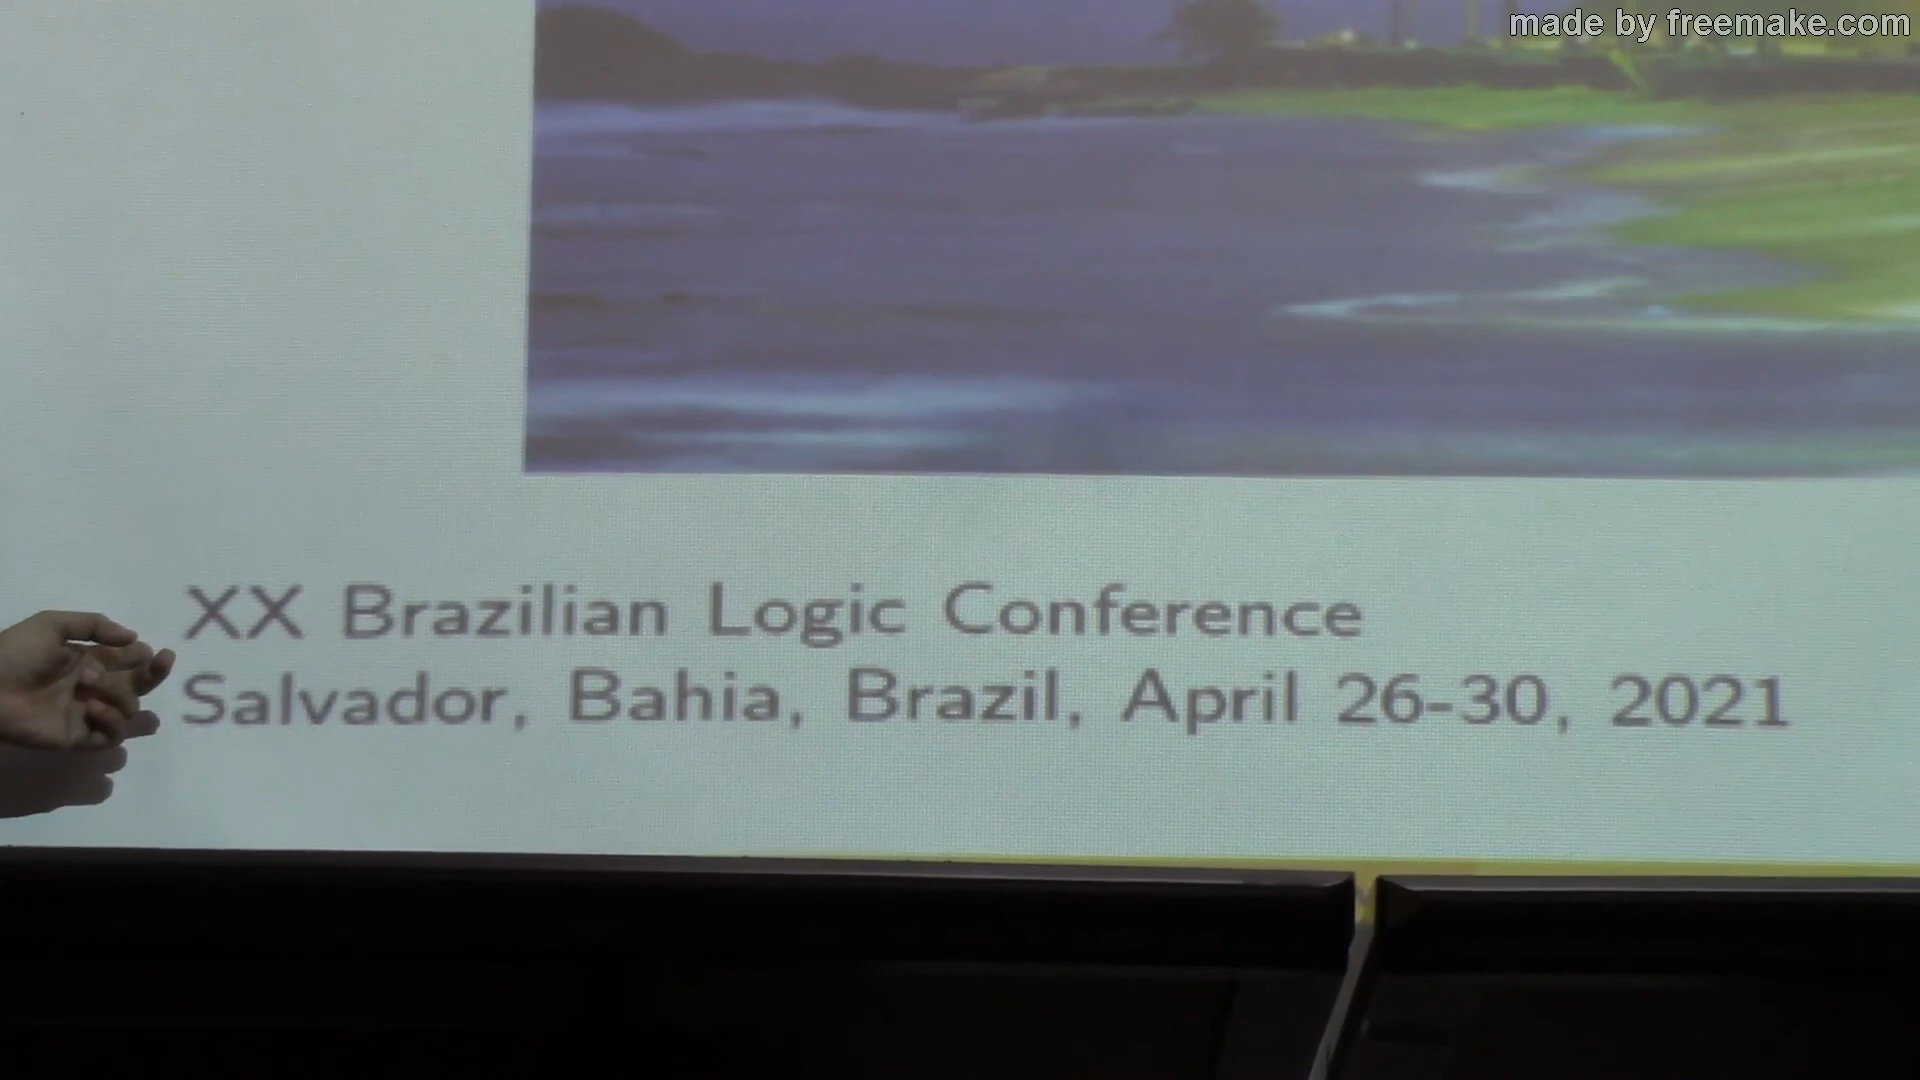 made by freemake.com
XX Brazilian Logic Conference
Salvador, Bahia, Brazil, April 26-30, 2021